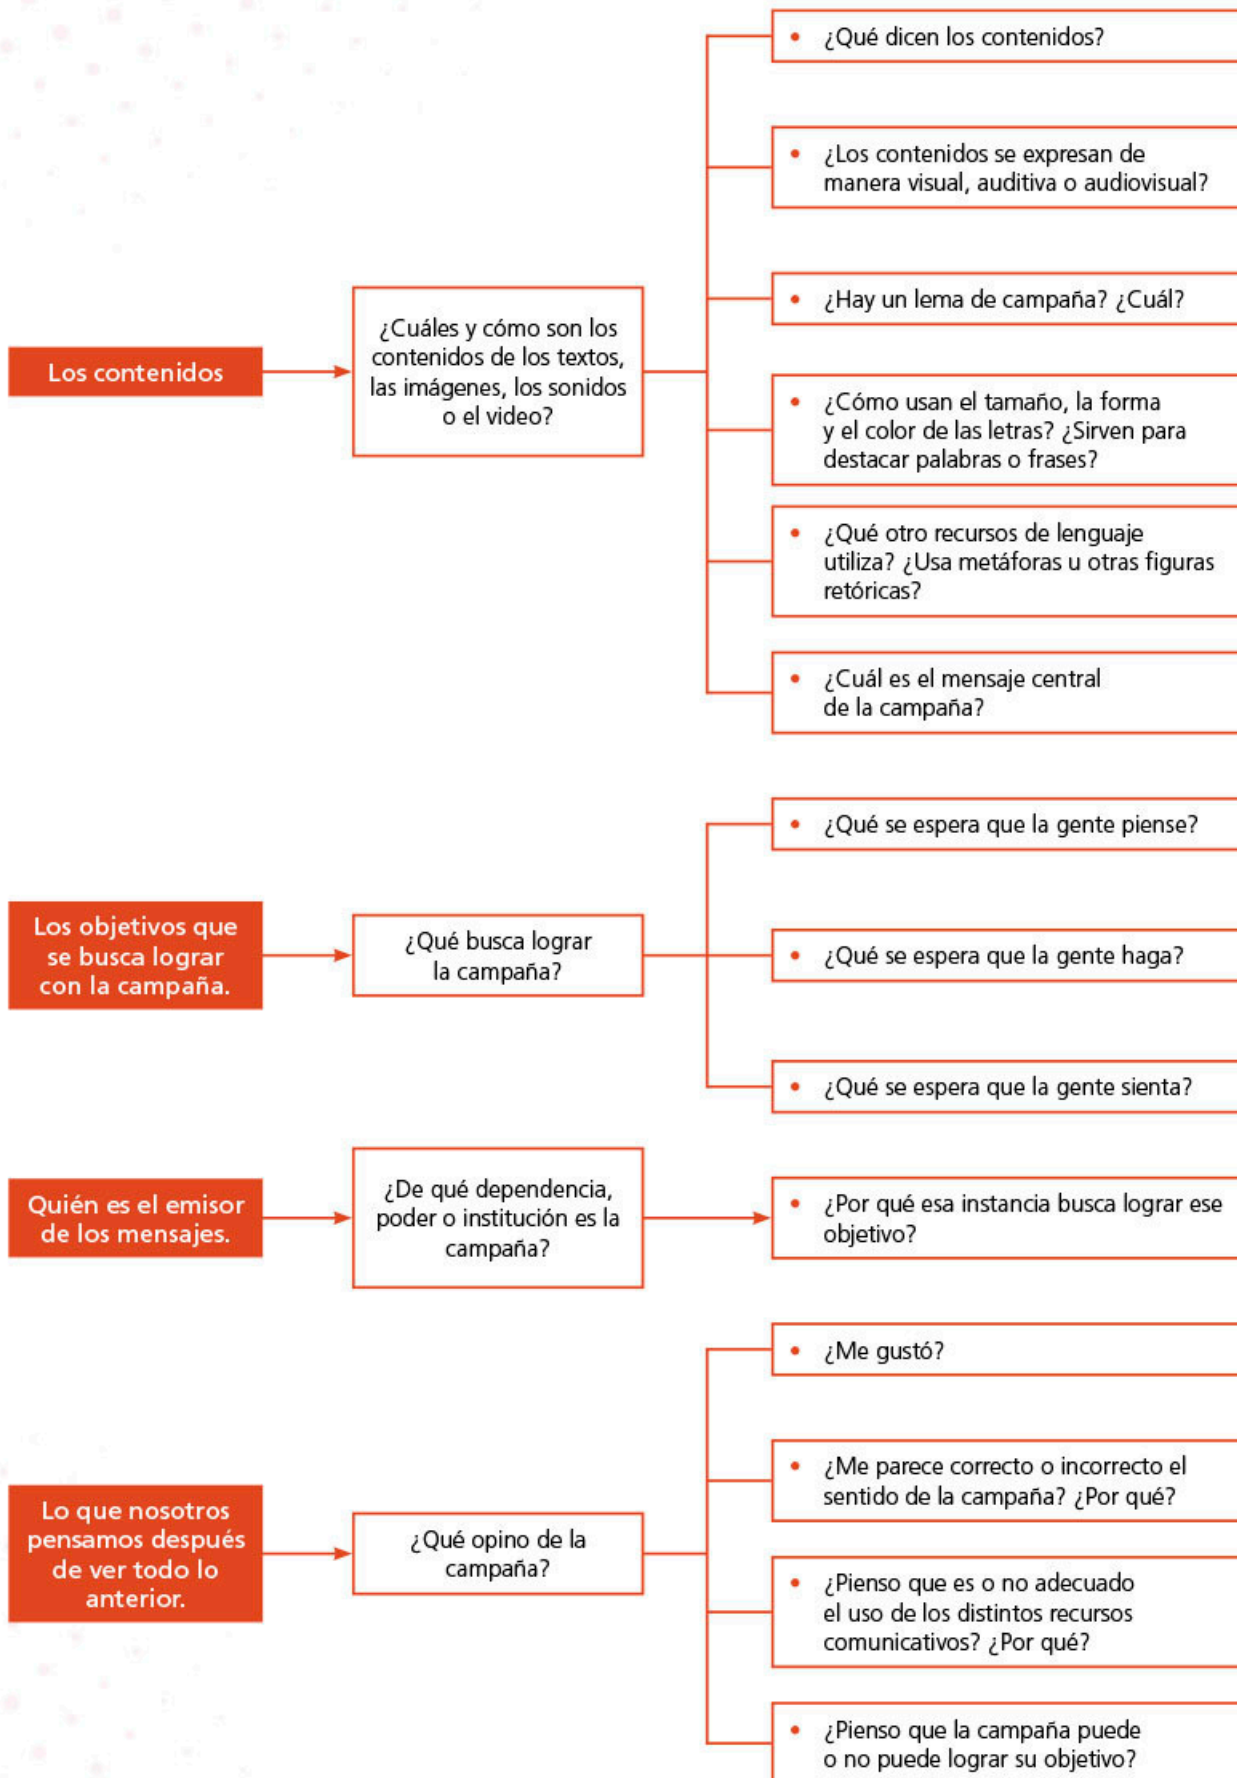 Los contenidos
¿Cuáles y cómo son los
contenidos de los textos,
las imágenes, los sonidos
o el video?
• ¿Qué dicen los contenidos?
• ¿Los contenidos se expresan de
manera visual, auditiva o audiovisual?
• ¿Hay un lema de campaña? ¿Cuál?
• ¿Cómo usan el tamaño, la forma
y el color de las letras? ¿Sirven para
destacar palabras o frases?
• ¿Qué otro recursos de lenguaje
utiliza? ¿Usa metáforas u otras figuras
retóricas?
• ¿Cuál es el mensaje central
de la campaña?
Los objetivos que
se busca lograr
con la campaña.
¿Qué busca lograr
la campaña?
• ¿Qué se espera que la gente piense?
• ¿Qué se espera que la gente haga?
• ¿Qué se espera que la gente sienta?
Quién es el emisor
de los mensajes.
¿De qué dependencia,
poder o institución es la
campaña?
• ¿Por qué esa instancia busca lograr ese
objetivo?
Lo que nosotros
pensamos después
de ver todo lo
anterior.
¿Qué opino de la
campaña?
• ¿Me gustó?
• ¿Me parece correcto o incorrecto el
sentido de la campaña? ¿Por qué?
• ¿Pienso que es o no adecuado
el uso de los distintos recursos
comunicativos? ¿Por qué?
• ¿Pienso que la campaña puede
o no puede lograr su objetivo?